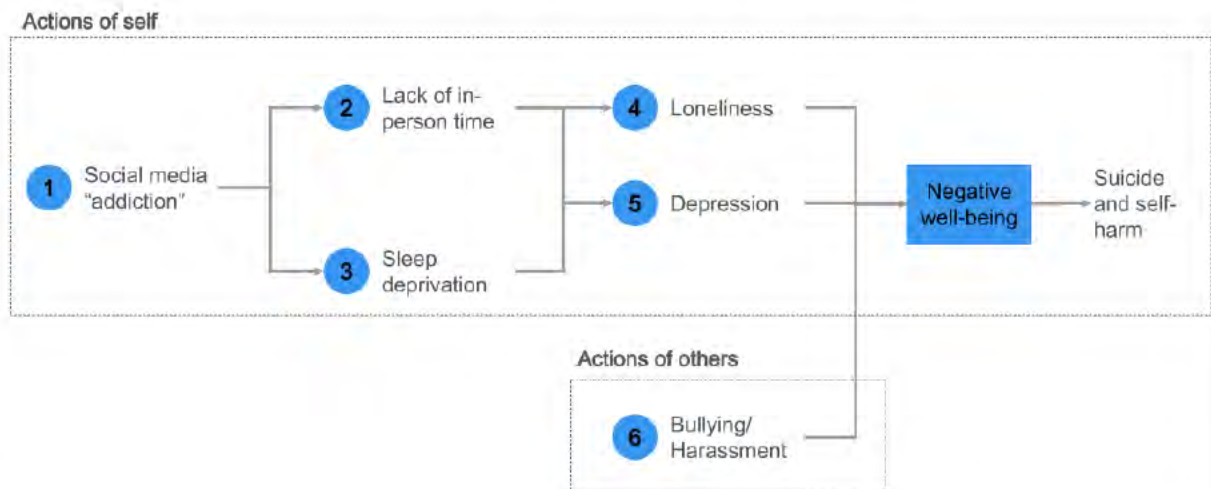 Actions of self
1
Social media
"addiction"
2
Lack of in-
person time
3
Sleep
deprivation
4
Loneliness
5
Depression
Negative
well-being
Suicide
and self-
harm
Actions of others
6
Bullying/
Harassment